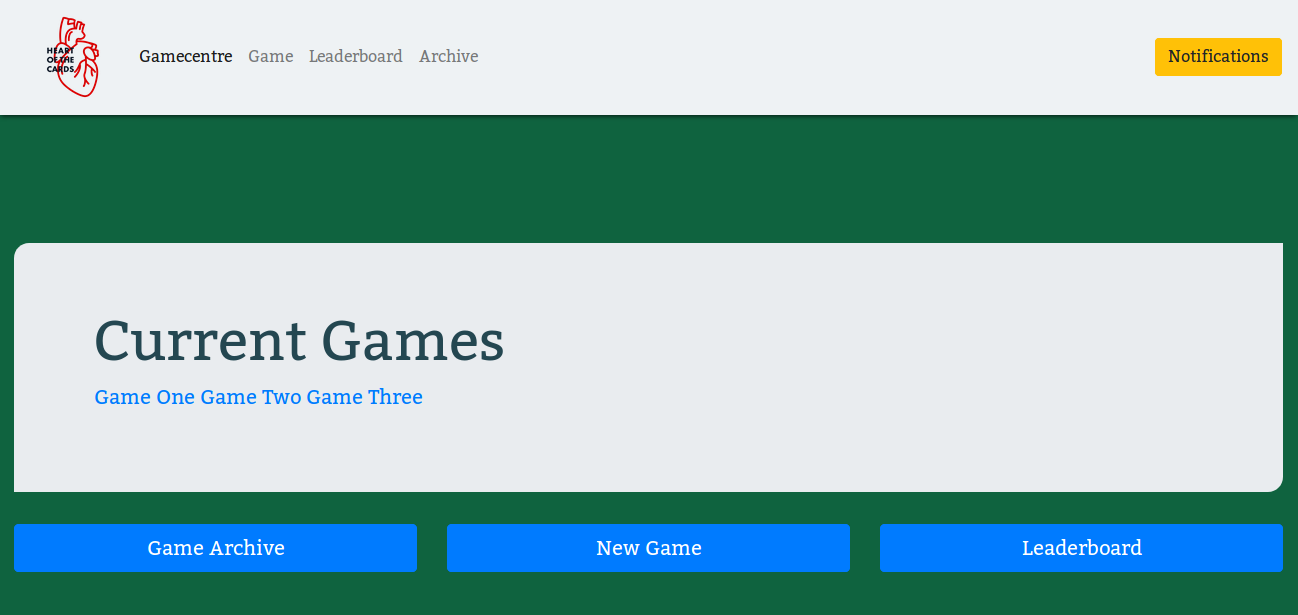 HEART
OF THE
CARDS.
Gamecentre Game Leaderboard Archive Notifications
Current Games
Game One Game Two Game Three
Game Archive New Game Leaderboard